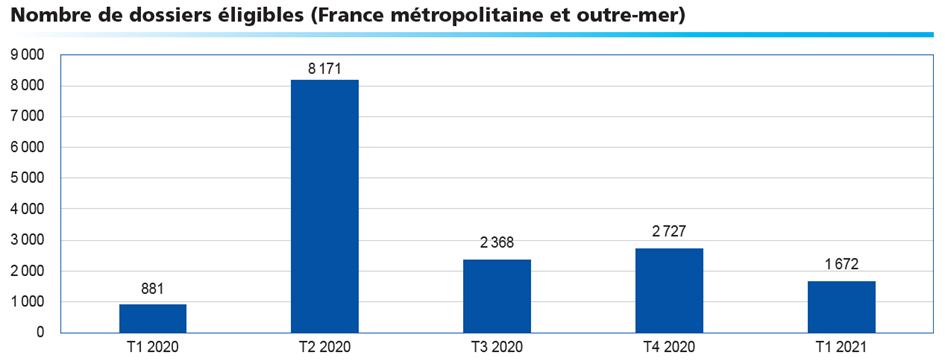 Nombre de dossiers éligibles (France métropolitaine et outre-mer)
9 000
8 000
7 000
6 000
5 000
4 000
3 000
2 000
1 000
0
881
8 171
2 368
2 727
1 672
T1 2020
T2 2020
T3 2020
T4 2020
T1 2021